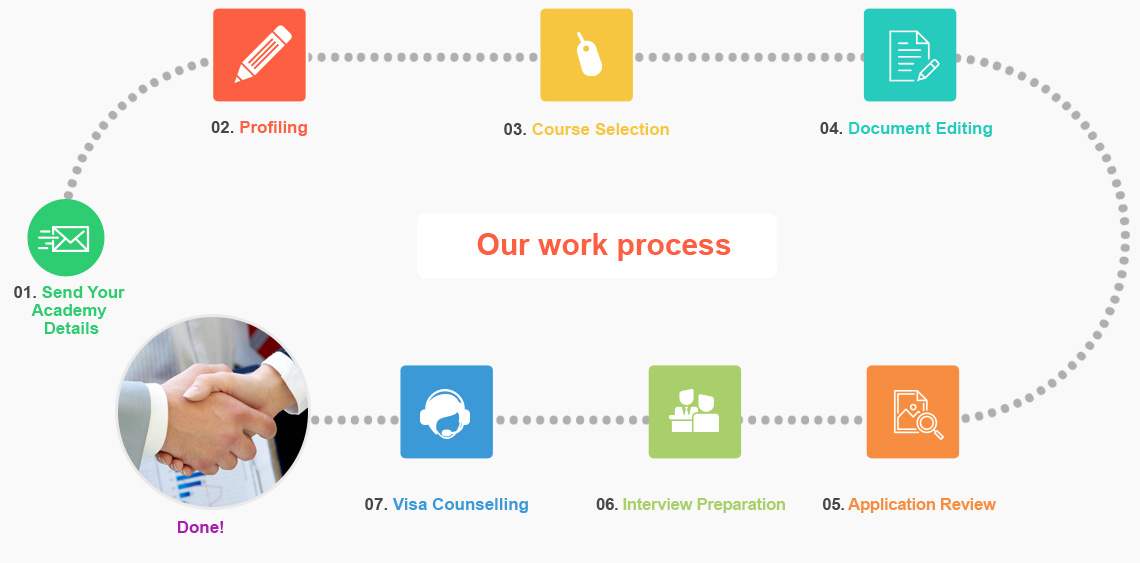 02. Profiling
03. Course Selection
04. Document Editing
Our work process
01. Send Your
Academy
Details
07. Visa Counselling
06. Interview Preparation
05. Application Review
Done!